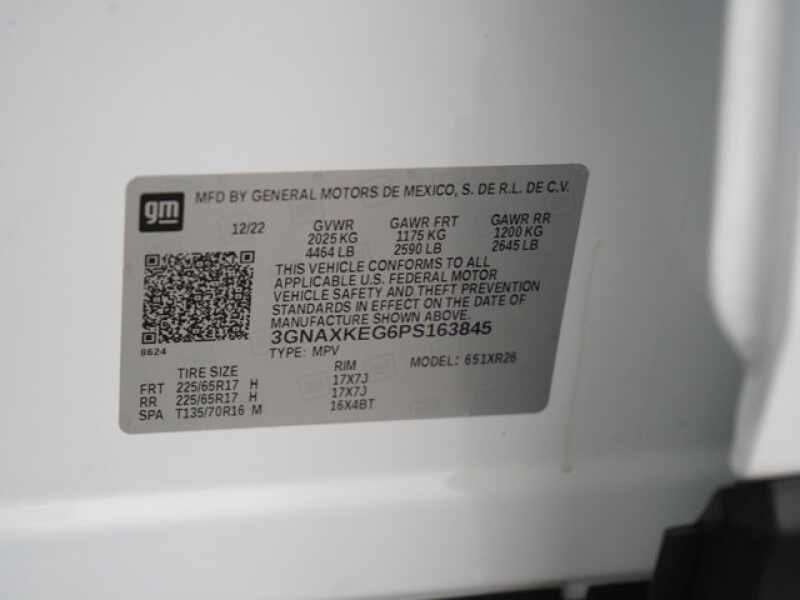 gm
MFD BY GENERAL MOTORS DE MEXICO, S. DE R.L. DE C.V.
12/22 GVWR GAWR FRT GAWR RR
2025 KG 1175 KG 1200 KG
4464 LB 2590 LB 2645 LB
THIS VEHICLE CONFORMS TO ALL
APPLICABLE U.S. FEDERAL MOTOR
VEHICLE SAFETY AND THEFT PREVENTION
STANDARDS IN EFFECT ON THE DATE OF
MANUFACTURE SHOWN ABOVE.
3GNAXKEG6PS163845
8624
TYPE: MPV MODEL: 651XR26
TIRE SIZE RIM
FRT 225/65R17 H 17X7J
RR 225/65R17 H 17X7J
SPA T135/70R16 M 16X4BT